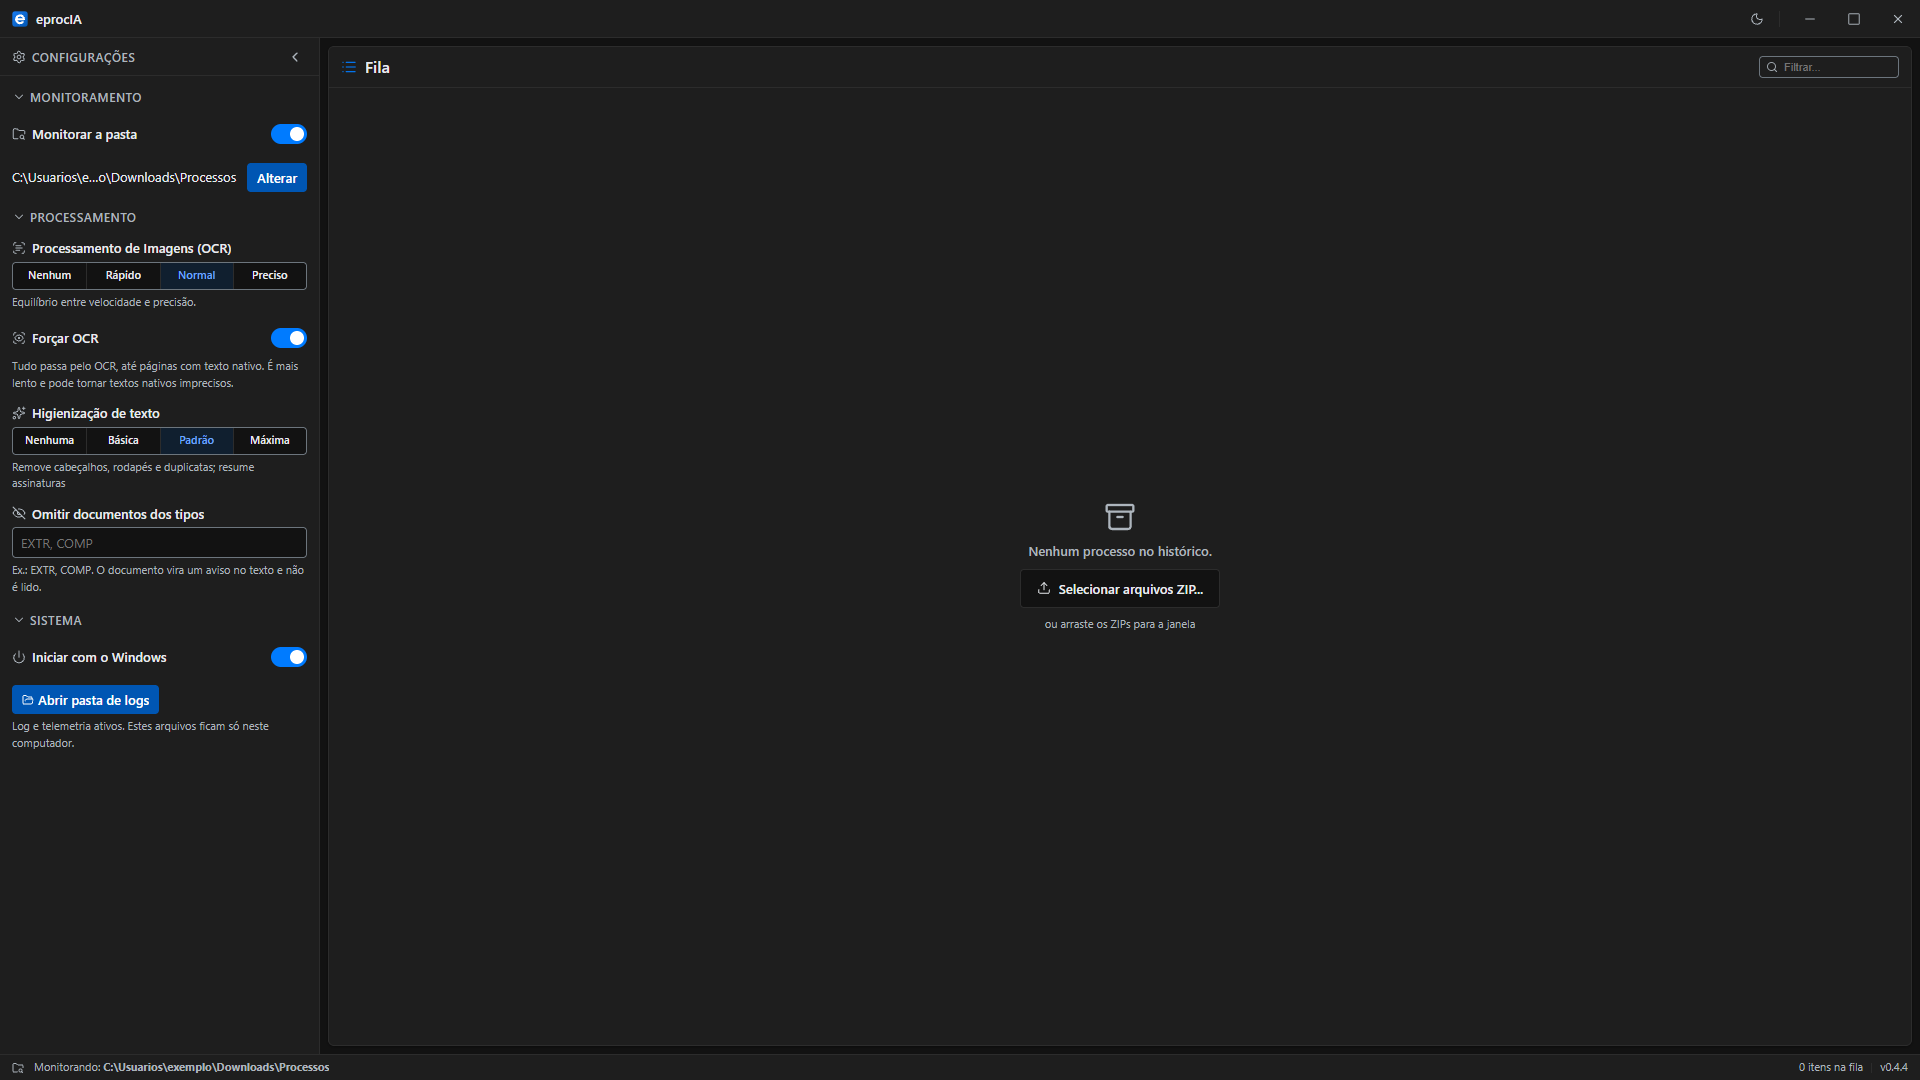 eprocIA
CONFIGURAÇÕES
MONITORAMENTO
Monitorar a pasta
C:\Usuarios\e...o\Downloads\Processos
Alterar
PROCESSAMENTO
Processamento de Imagens (OCR)
Nenhum Rápido Normal Preciso
Equilíbrio entre velocidade e precisão.
Forçar OCR
Tudo passa pelo OCR, até páginas com texto nativo. É mais
lento e pode tornar textos nativos imprecisos.
Higienização de texto
Nenhuma Básica Padrão Máxima
Remove cabeçalhos, rodapés e duplicatas; resume
assinaturas
Omitir documentos dos tipos
EXTR, COMP
Ex.: EXTR, COMP. O documento vira um aviso no texto e não
é lido.
SISTEMA
Iniciar com o Windows
Abrir pasta de logs
Log e telemetria ativos. Estes arquivos ficam só neste
computador.
Fila
Filtrar...
Nenhum processo no histórico.
Selecionar arquivos ZIP...
ou arraste os ZIPs para a janela
Monitorando: C:\Usuarios\exemplo\Downloads\Processos
0 itens na fila
v0.4.4